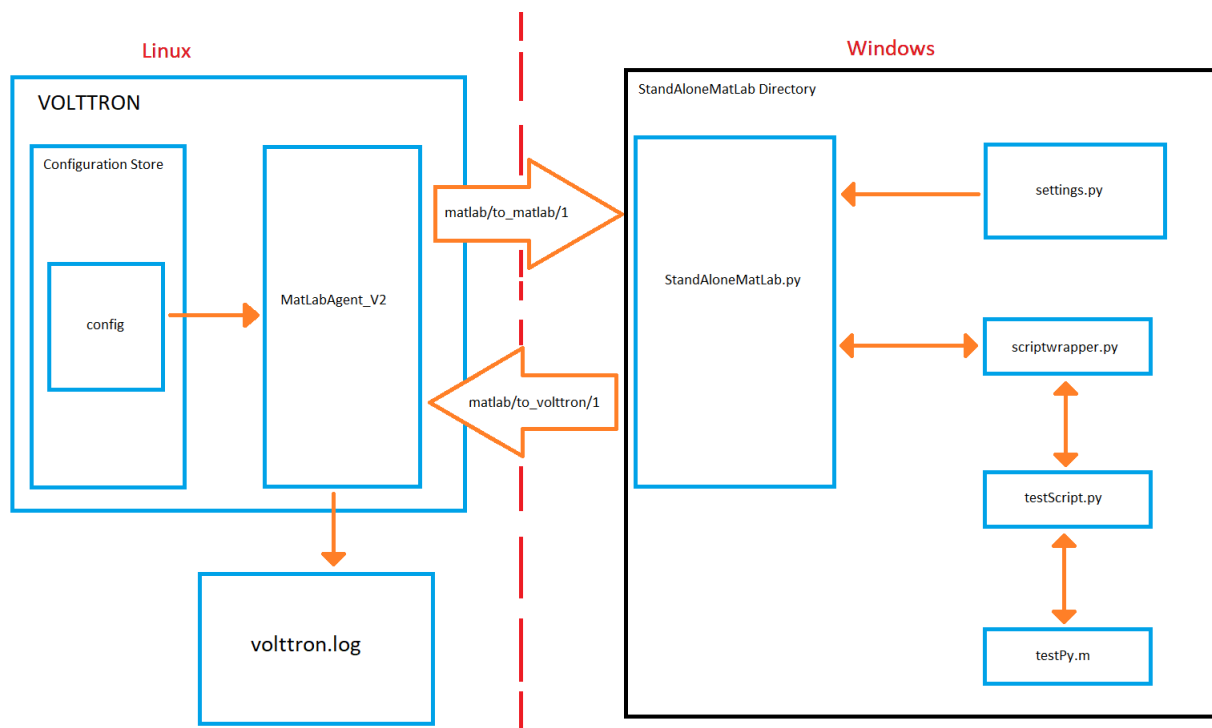 Linux
Windows
VOLTTRON
StandAloneMatLab Directory
Configuration Store
config
MatLabAgent_V2
matlab/to_matlab/1
matlab/to_volttron/1
volttron.log
StandAloneMatLab.py
settings.py
scriptwrapper.py
testScript.py
testPy.m